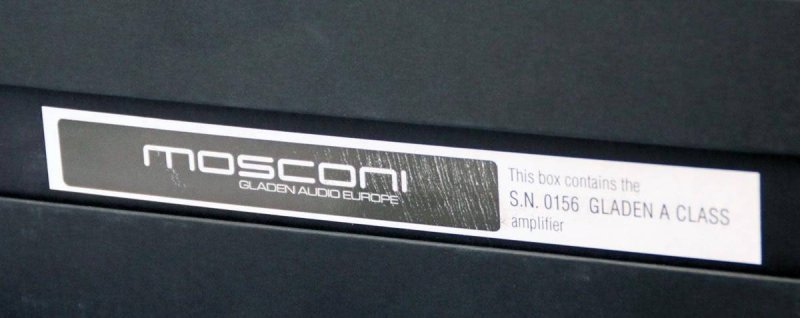 mosconi
GLADEN AUDIO EUROPE
This box contains the
S.N. 0156 GLADEN A CLASS
amplifier